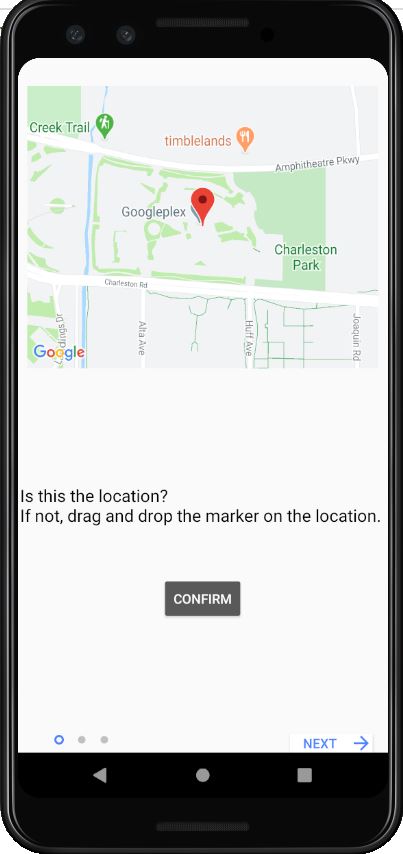 Creek Trail
timblelands
Amphitheatre Pkwy
Googleplex
Charleston
Park
Charleston Rd
Alta Ave
Huff Ave
Joaquin Rd
Google
Is this the location?
If not, drag and drop the marker on the location.
CONFIRM
NEXT